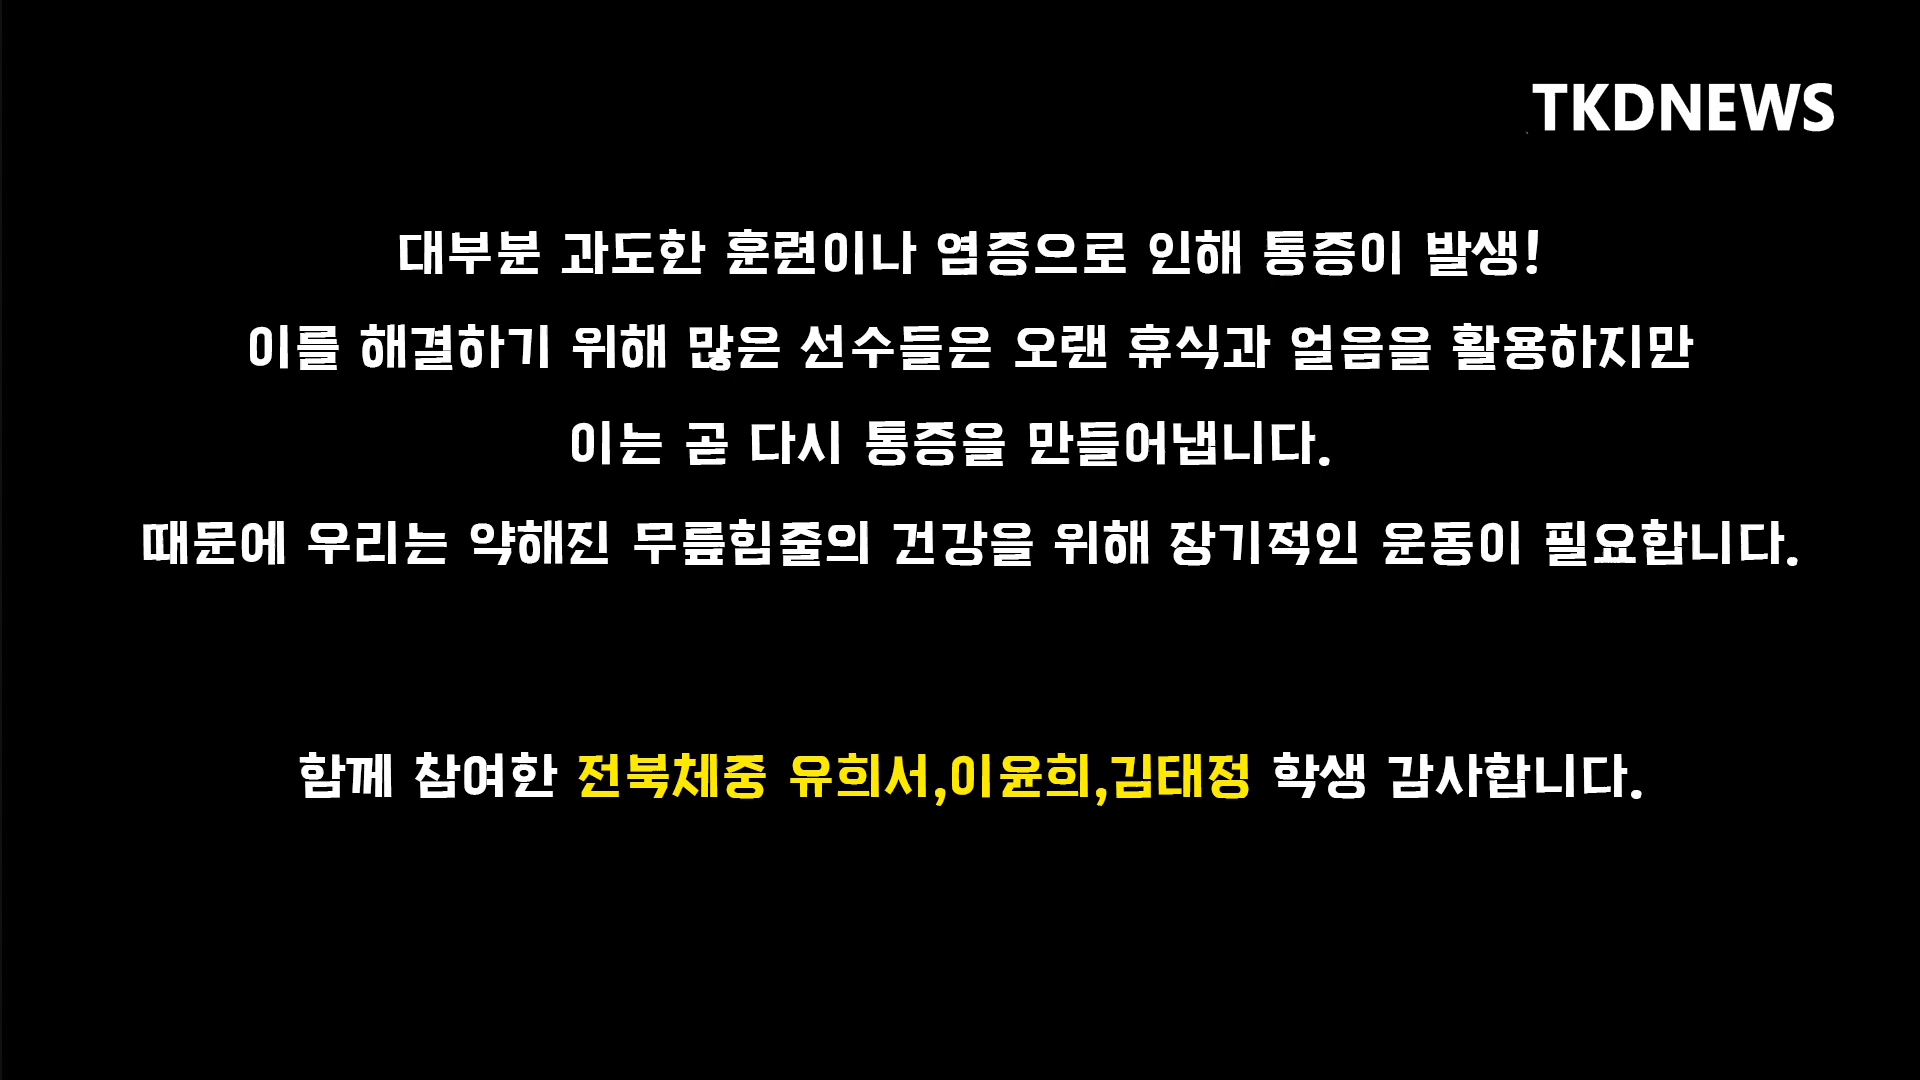 TKDNEWS
대부분 과도한 훈련이나 염증으로 인해 통증이 발생!
이를 해결하기 위해 많은 선수들은 오랜 휴식과 얼음을 활용하지만
이는 곧 다시 통증을 만들어냅니다.
때문에 우리는 약해진 무릎힘줄의 건강을 위해 장기적인 운동이 필요합니다.
함께 참여한 전북체중 유희서,이윤희,김태정 학생 감사합니다.